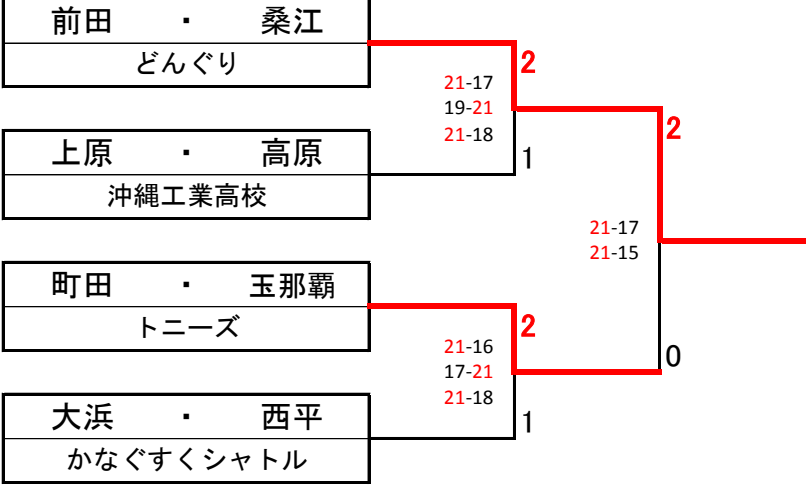 前田 ・ 桑江
どんぐり
上原 ・ 高原
沖縄工業高校
町田 ・ 玉那覇
トニーズ
大浜 ・ 西平
かなぐすくシャトル
2
21-17
19-21
21-18
1
2
21-16
17-21
21-18
1
2
21-17
21-15
0